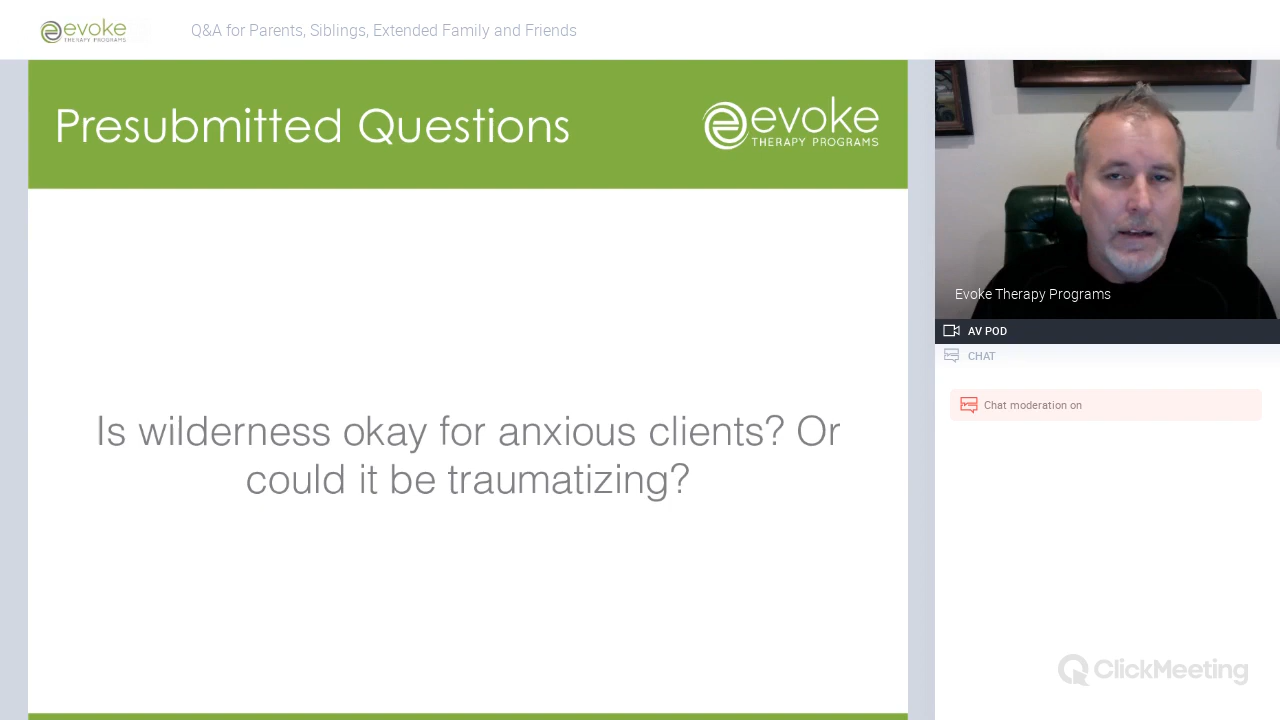 evoke
THERAPY PROGRAMS
Q&A for Parents, Siblings, Extended Family and Friends
Presubmitted Questions
evoke
THERAPY PROGRAMS
Is wilderness okay for anxious clients? Or
could it be traumatizing?
Evoke Therapy Programs
AV POD
CHAT
Chat moderation on
ClickMeeting